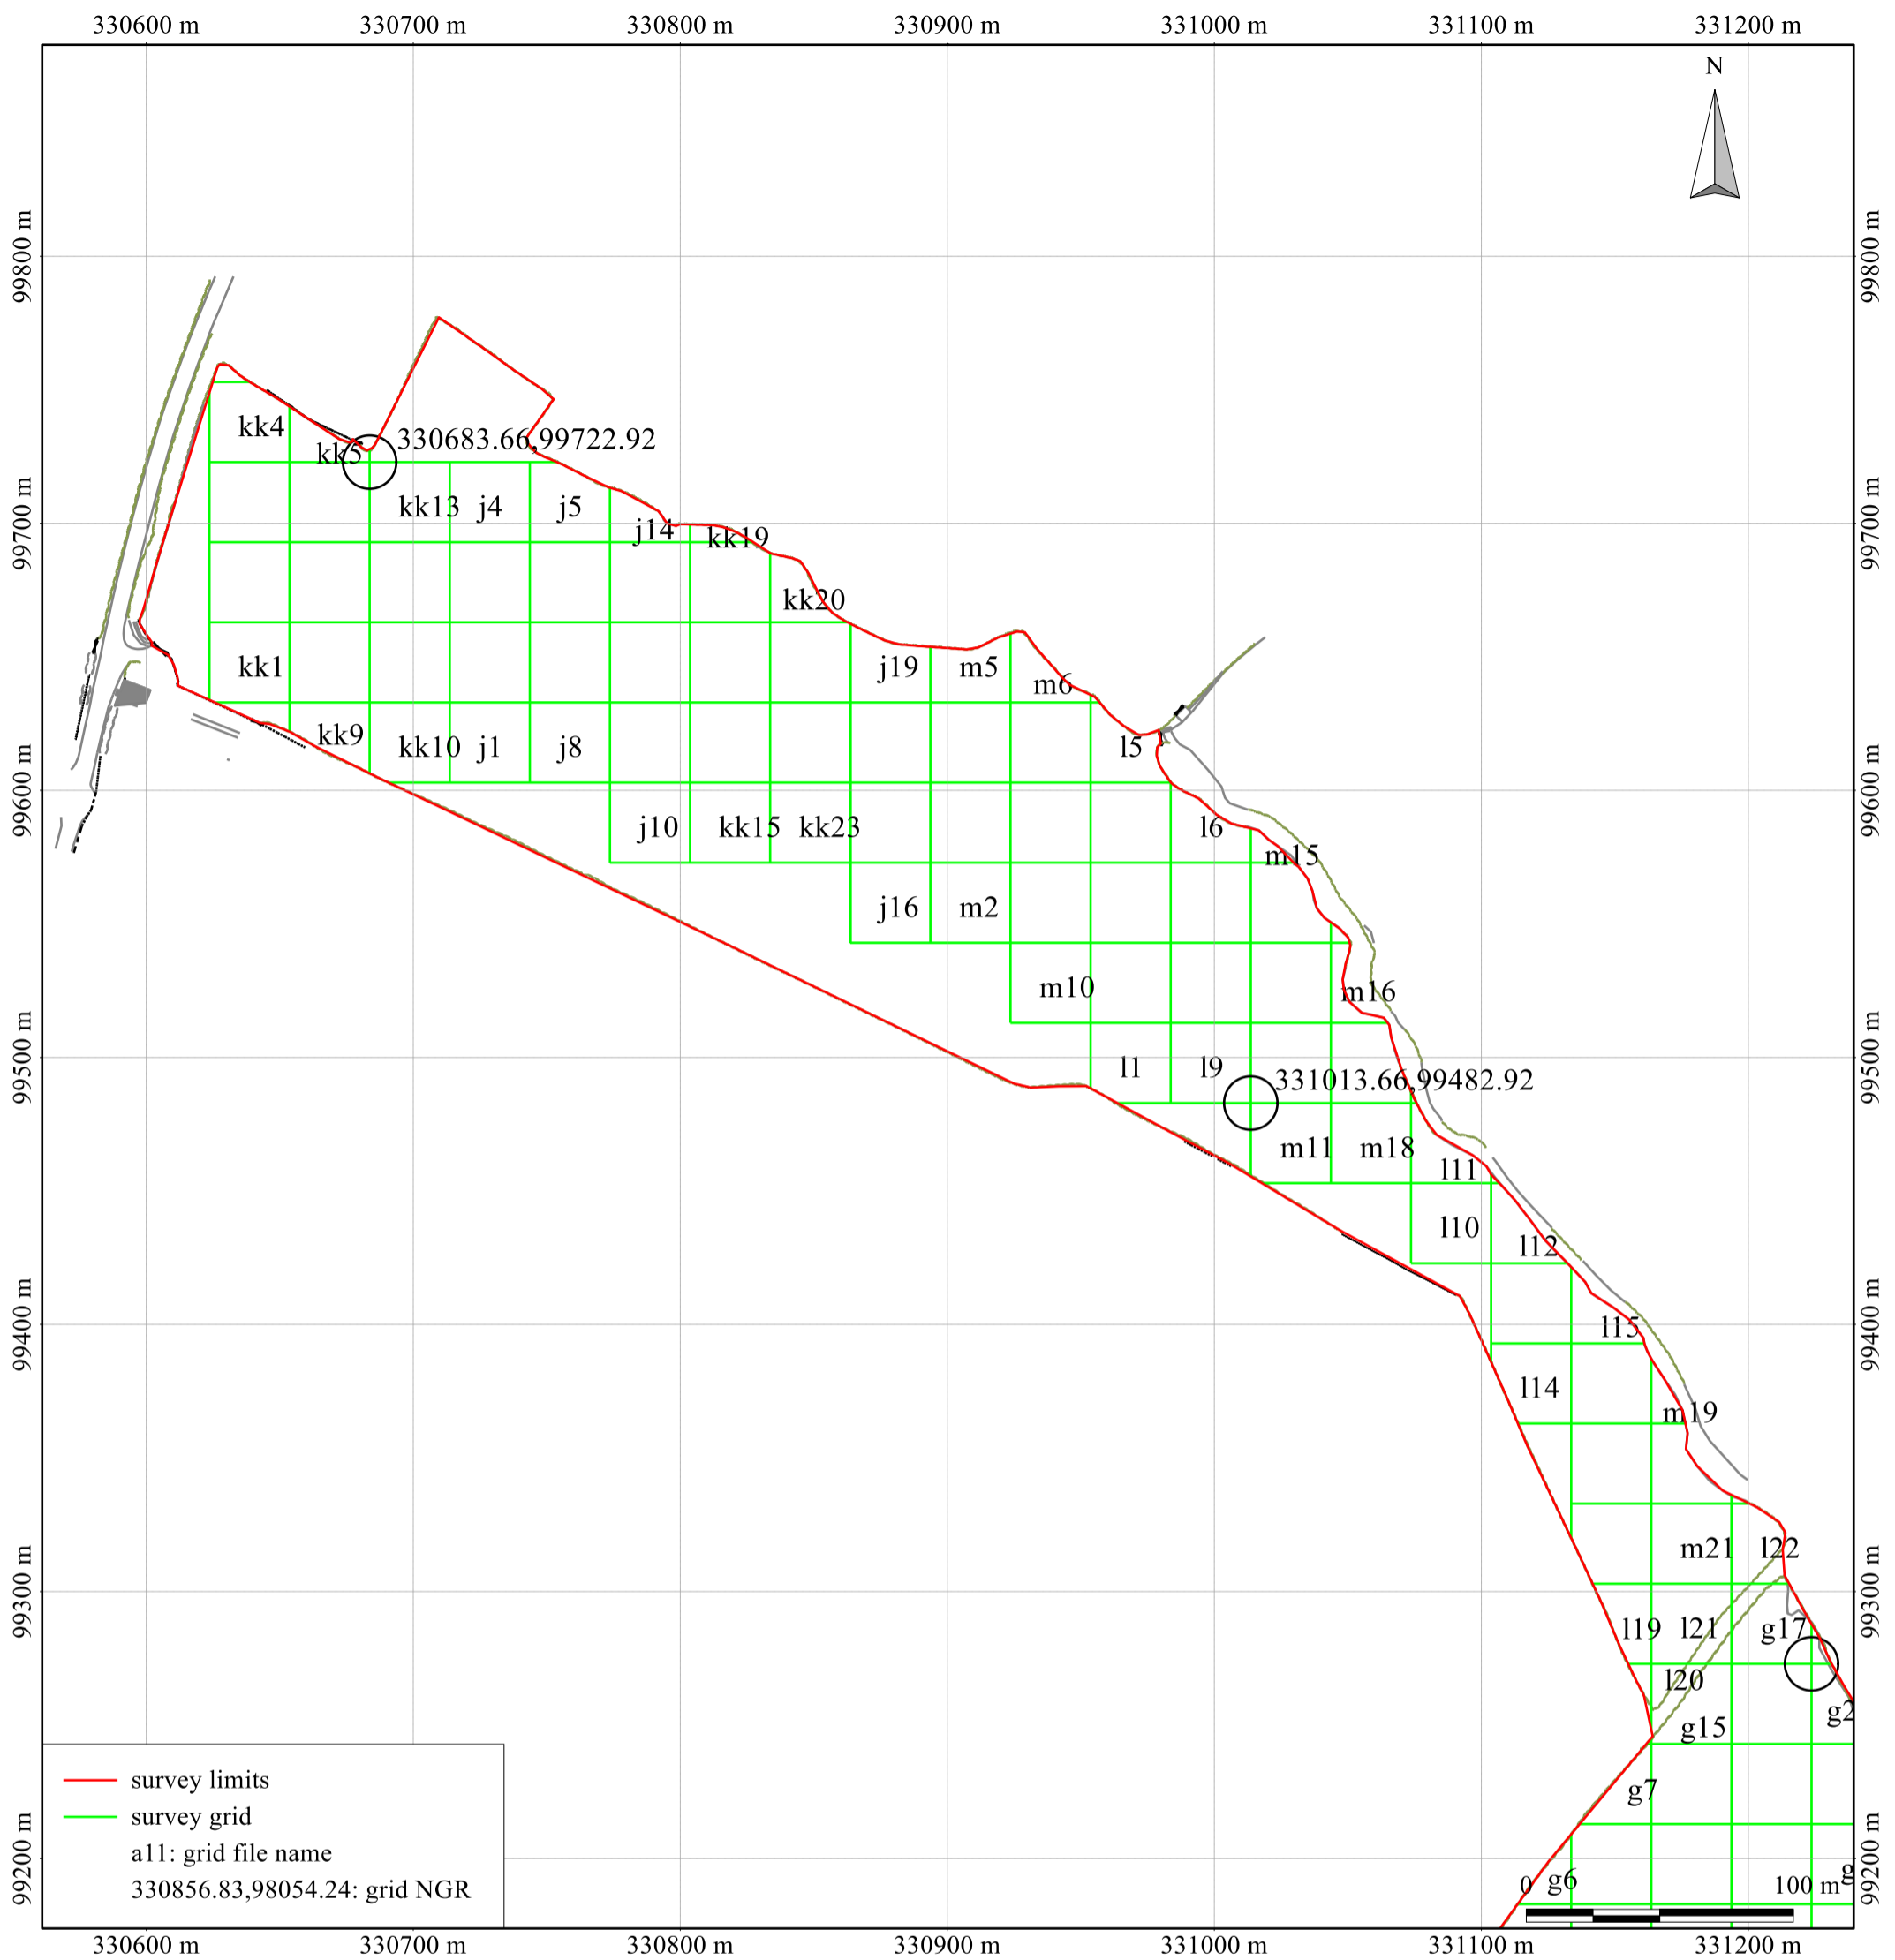 330600 m 330700 m 330800 m 330900 m 331000 m 331100 m 331200 m
N
99800 m 99800 m
kk4
330683.66,99722.92
kk5
99700 m kk13 j4 j5 99700 m
j14 kk19
kk20
kk1 j19 m5
m6
kk9 kk10 j1 j8 l5
99600 m 99600 m
j10 kk15 kk23 l6
m15
j16 m2
m10 m16
99500 m l1 l9 99500 m
331013.66,99482.92
m11 m18
l11
l10
l12
99400 m l15 99400 m
l14
m19
m21 l22
99300 m 99300 m
l19 l21 g17
l20
g2
g15
g7
99200 m 99200 m
g6 g
survey limits
survey grid
a11: grid file name
330856.83,98054.24: grid NGR
0 100 m
330600 m 330700 m 330800 m 330900 m 331000 m 331100 m 331200 m